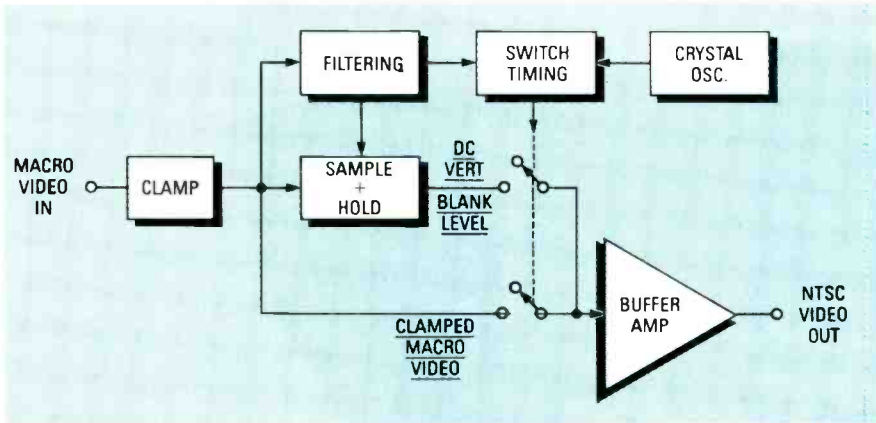 FILTERING
SWITCH
TIMING
CRYSTAL
OSC.
MACRO
VIDEO
IN
CLAMP
SAMPLE
+
HOLD
DC
VERT
BLANK
LEVEL
CLAMPED
MACRO
VIDEO
BUFFER
AMP
NTSC
VIDEO
OUT